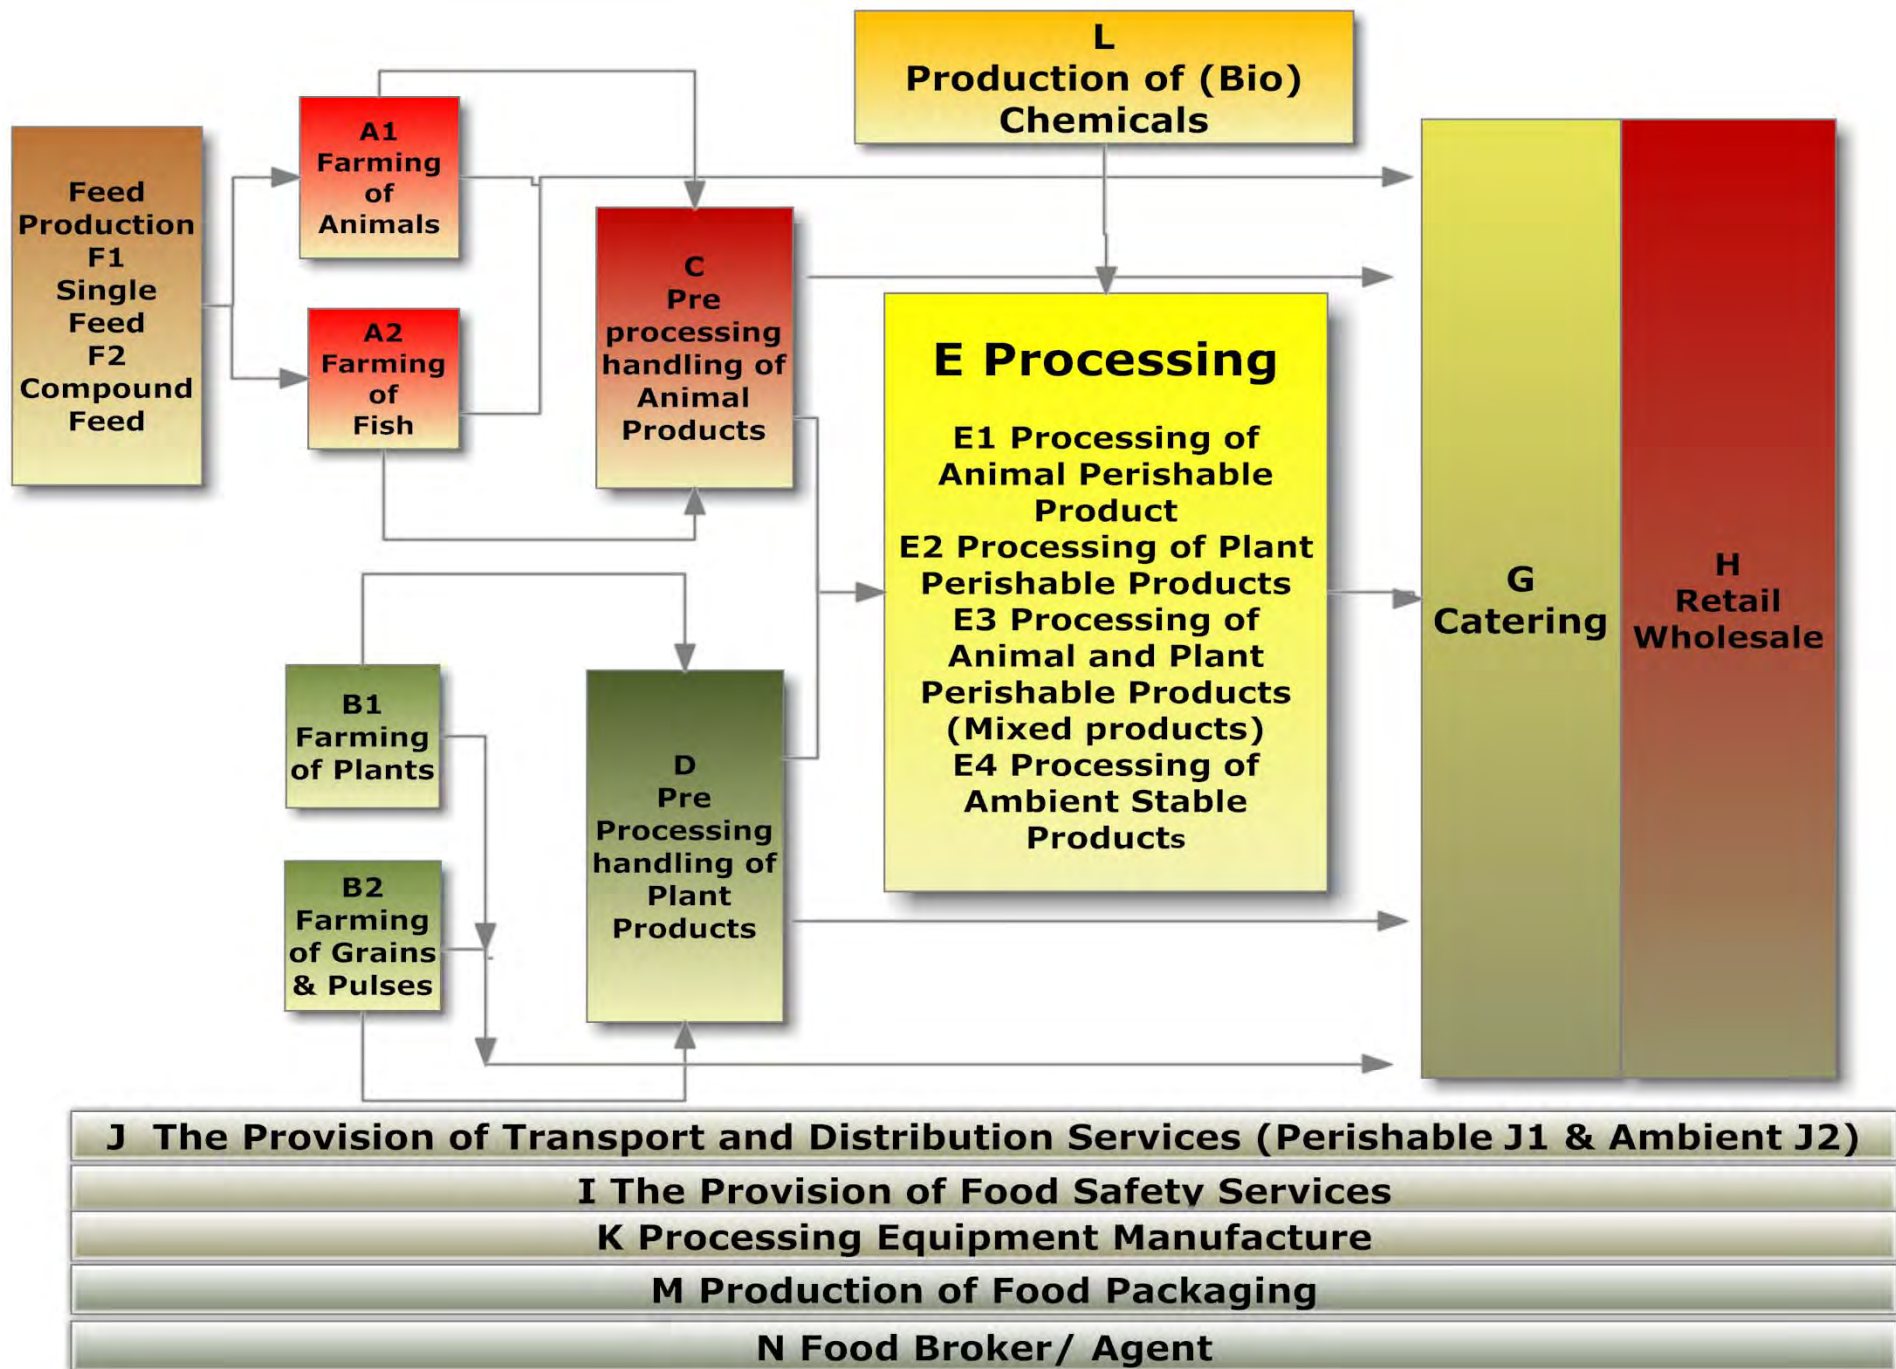 L
Production of (Bio)
Chemicals
Feed
Production
F1
Single
Feed
F2
Compound
Feed
A1
Farming
of
Animals
A2
Farming
of
Fish
C
Pre
processing
handling of
Animal
Products
B1
Farming
of Plants
B2
Farming
of Grains
& Pulses
D
Pre
Processing
handling of
Plant
Products
E Processing
E1 Processing of
Animal Perishable
Product
E2 Processing of Plant
Perishable Products
E3 Processing of
Animal and Plant
Perishable Products
(Mixed products)
E4 Processing of
Ambient Stable
Products
G
Catering
H
Retail
Wholesale
J The Provision of Transport and Distribution Services (Perishable J1 & Ambient J2)
I The Provision of Food Safety Services
K Processing Equipment Manufacture
M Production of Food Packaging
N Food Broker/ Agent